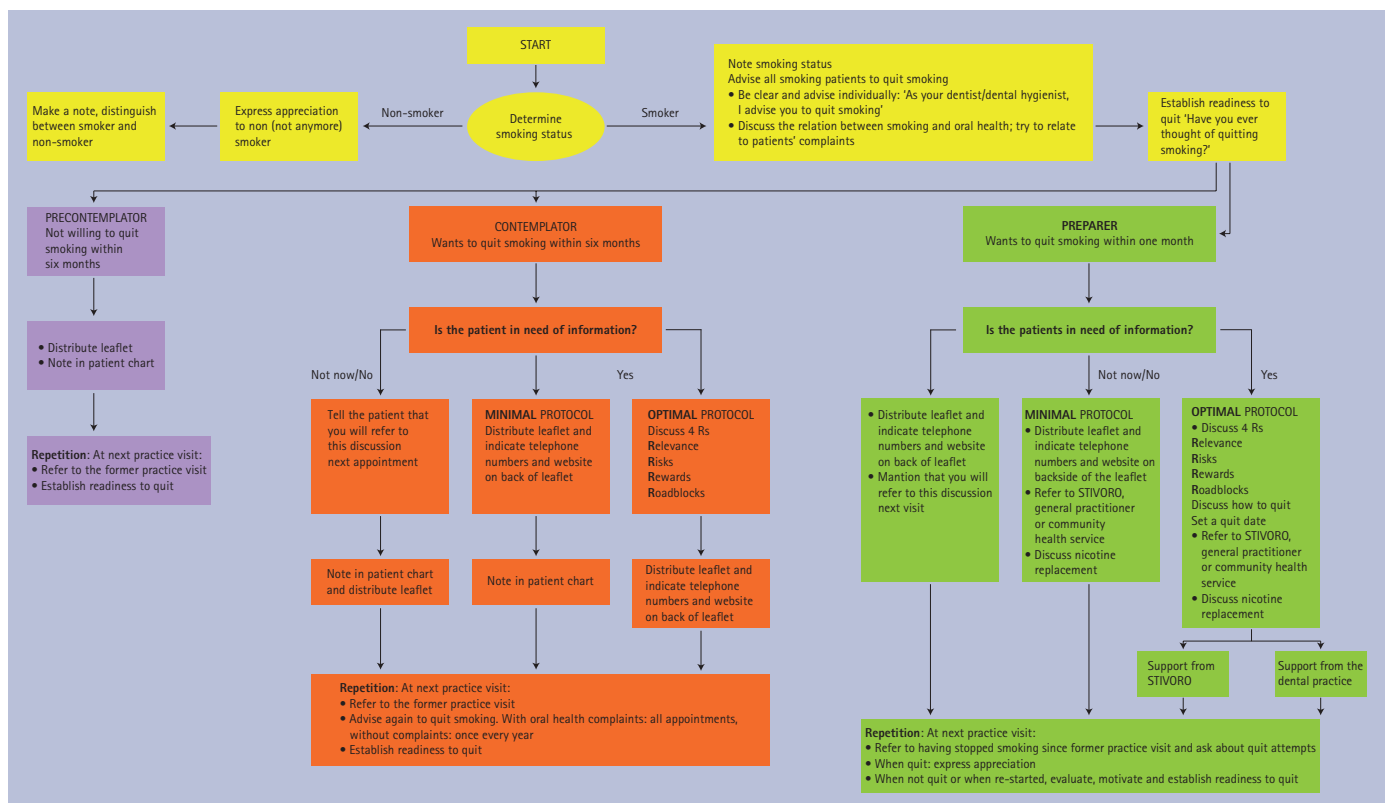 START
Determine
smoking status
Non-smoker
Smoker
Express appreciation
to non (not anymore)
smoker
Make a note, distinguish
between smoker and
non-smoker
Note smoking status
Advise all smoking patients to quit smoking
• Be clear and advise individually: ‘As your dentist/dental hygienist,
I advise you to quit smoking’
• Discuss the relation between smoking and oral health; try to relate
to patients’ complaints
Establish readiness to
quit ‘Have you ever
thought of quitting
smoking?’
PRECONTEMPLATOR
Not willing to quit
smoking within
six months
• Distribute leaflet
• Note in patient chart
Repetition: At next practice visit:
• Refer to the former practice visit
• Establish readiness to quit
CONTEMPLATOR
Wants to quit smoking within six months
Is the patient in need of information?
Not now/No
Yes
Tell the patient that
you will refer to
this discussion
next appointment
MINIMAL PROTOCOL
Distribute leaflet and
indicate telephone
numbers and website
on back of leaflet
OPTIMAL PROTOCOL
Discuss 4 Rs
Relevance
Risks
Rewards
Roadblocks
Note in patient chart
and distribute leaflet
Note in patient chart
Distribute leaflet and
indicate telephone
numbers and website
on back of leaflet
Repetition: At next practice visit:
• Refer to the former practice visit
• Advise again to quit smoking. With oral health complaints: all appointments,
without complaints: once every year
• Establish readiness to quit
PREPARER
Wants to quit smoking within one month
Is the patients in need of information?
Not now/No
Yes
• Distribute leaflet and
indicate telephone
numbers and website
on back of leaflet
• Mantion that you will
refer to this discussion
next visit
MINIMAL PROTOCOL
• Distribute leaflet and
indicate telephone
numbers and website on
backside of the leaflet
• Refer to STIVORO,
general practitioner
or community
health service
• Discuss nicotine
replacement
OPTIMAL PROTOCOL
• Discuss 4 Rs
Relevance
Risks
Rewards
Roadblocks
Discuss how to quit
Set a quit date
• Refer to STIVORO,
general practitioner
or community health
service
• Discuss nicotine
replacement
Support from
STIVORO
Support from the
dental practice
Repetition: At next practice visit:
• Refer to having stopped smoking since former practice visit and ask about quit attempts
• When quit: express appreciation
• When not quit or when re-started, evaluate, motivate and establish readiness to quit